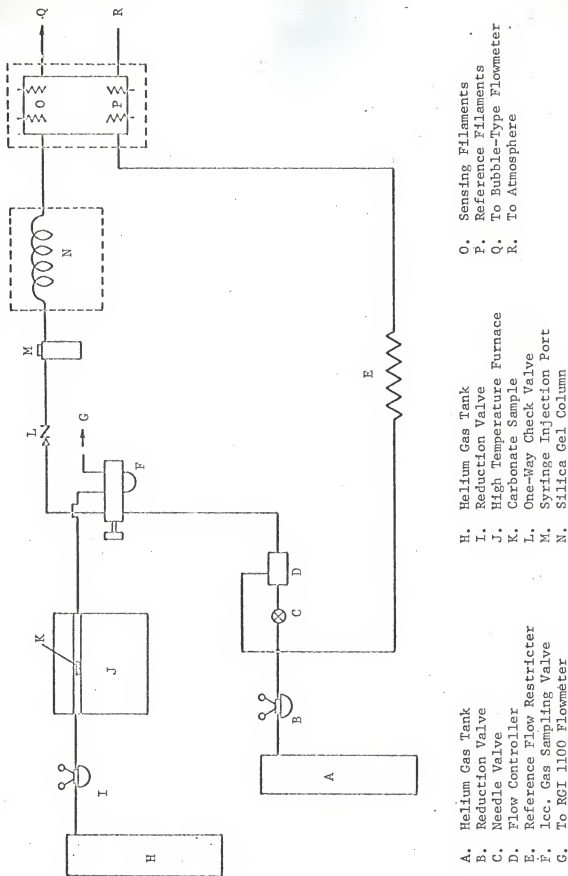 Q
R
O
P
N
M
L
G
F
E
D
C
B
A
K
J
I
H
A. Helium Gas Tank
B. Reduction Valve
C. Needle Valve
D. Flow Controller
E. Reference Flow Restricter
F. 1cc. Gas Sampling Valve
G. To RGI 1100 Flowmeter
H. Helium Gas Tank
I. Reduction Valve
J. High Temperature Furnace
K. Carbonate Sample
L. One-Way Check Valve
M. Syringe Injection Port
N. Silica Gel Column
O. Sensing Filaments
P. Reference Filaments
Q. To Bubble-Type Flowmeter
R. To Atmosphere